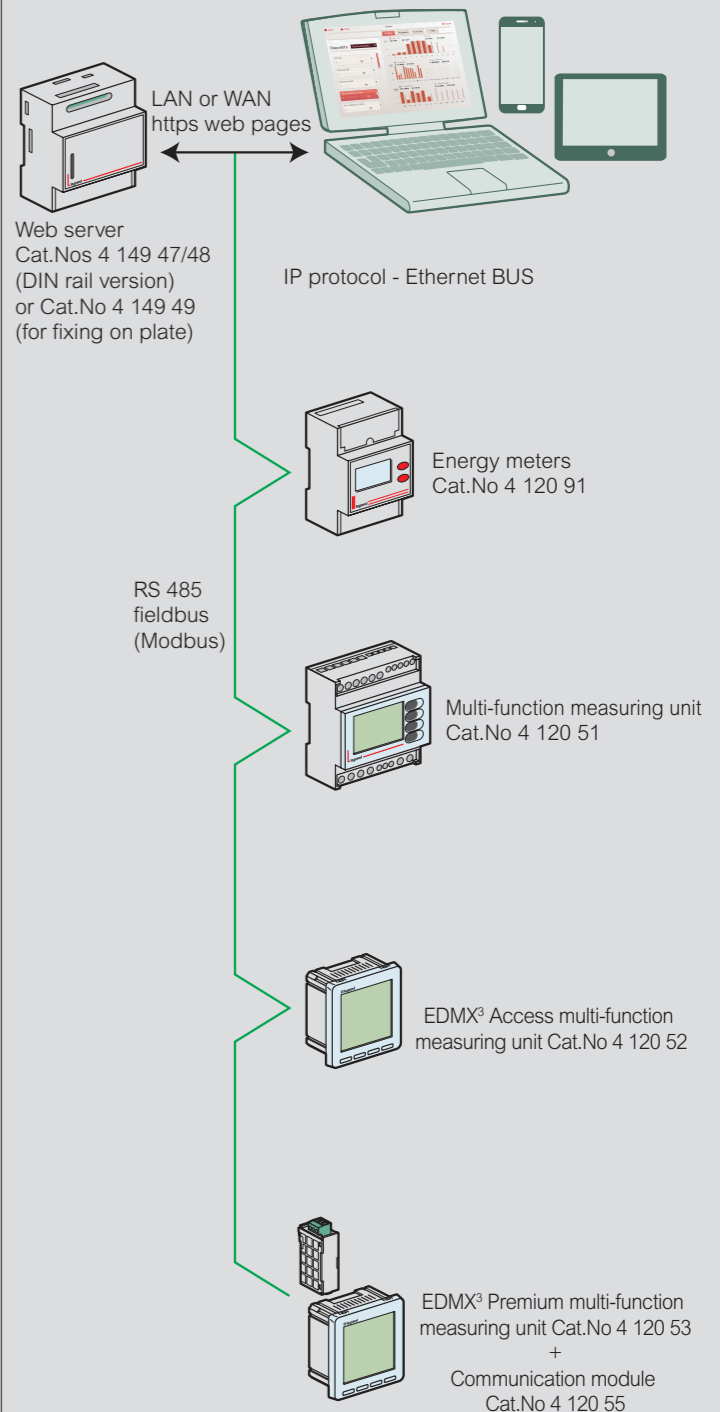 LAN or WAN
https web pages
Web server
Cat.Nos 4 149 47/48
(DIN rail version)
or Cat.No 4 149 49
(for fixing on plate)
IP protocol - Ethernet BUS
Energy meters
Cat.No 4 120 91
RS 485
fieldbus
(Modbus)
Multi-function measuring unit
Cat.No 4 120 51
EDMX³ Access multi-function
measuring unit Cat.No 4 120 52
EDMX³ Premium multi-function
measuring unit Cat.No 4 120 53
+
Communication module
Cat.No 4 120 55